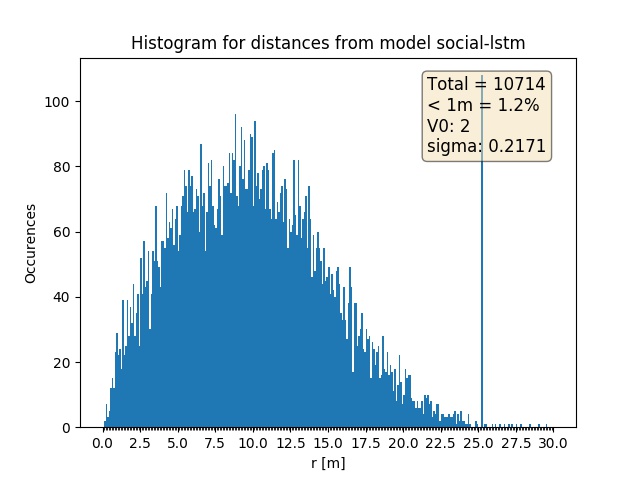 Histogram for distances from model social-lstm
Total = 10714
< 1m = 1.2%
V0: 2
sigma: 0.2171
100
80
60
40
20
0
Occurences
0.0 2.5 5.0 7.5 10.0 12.5 15.0 17.5 20.0 22.5 25.0 27.5 30.0
r [m]